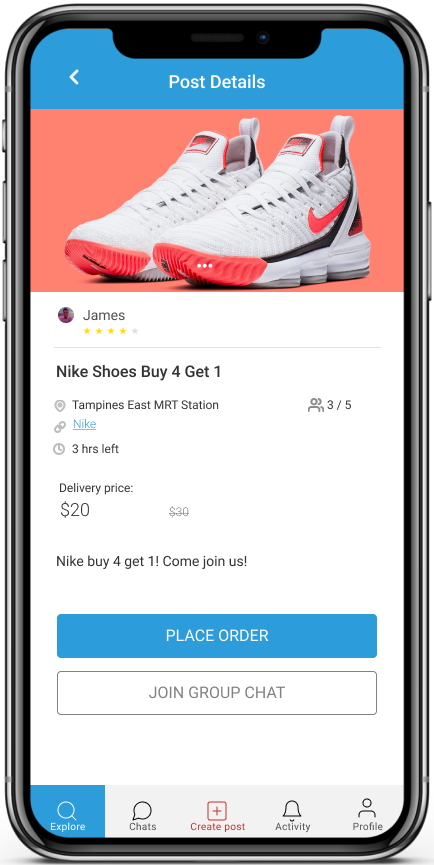 Post Details
James
Nike Shoes Buy 4 Get 1
Tampines East MRT Station
3 / 5
Nike
3 hrs left
Delivery price:
$20
$30
Nike buy 4 get 1! Come join us!
PLACE ORDER
JOIN GROUP CHAT
Explore
Chats
Create post
Activity
Profile